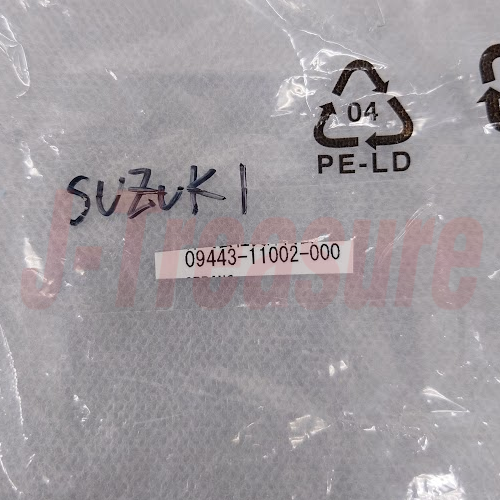 04
PE-LD
SUZUKI
09443-11002-000
J-Treasure